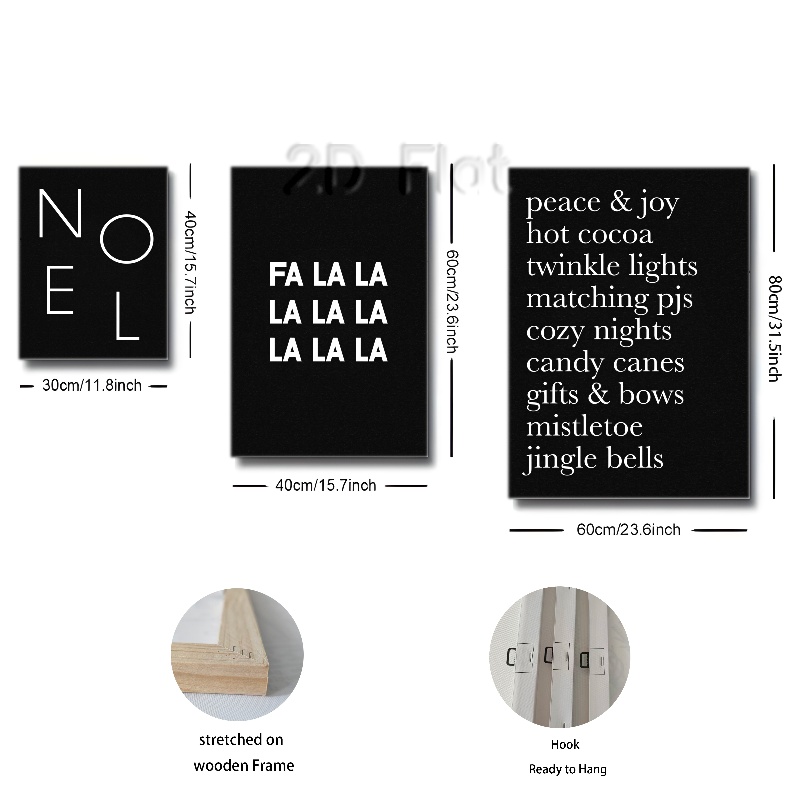 2D Flat
N
O
E
L
40cm/15.7inch
30cm/11.8inch
FA LA LA
LA LA LA
LA LA LA
60cm/23.6inch
40cm/15.7inch
peace & joy
hot cocoa
twinkle lights
matching pjs
cozy nights
candy canes
gifts & bows
mistletoe
jingle bells
80cm/31.5inch
60cm/23.6inch
stretched on
wooden Frame
Hook
Ready to Hang